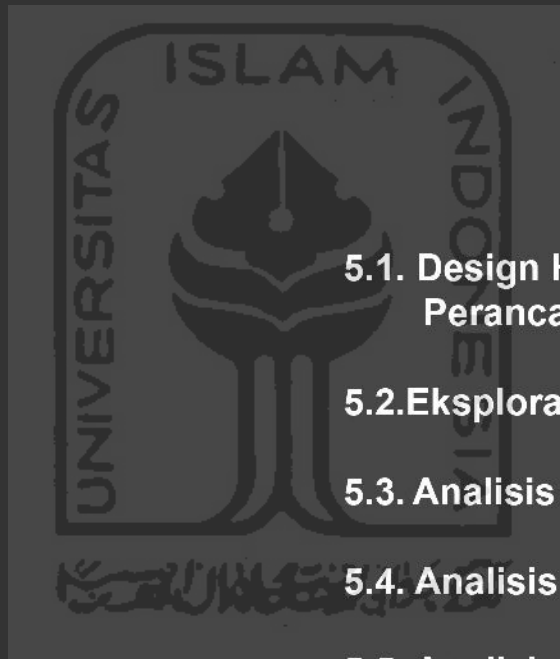 ISLAM
UNIVERSITAS
INDONESIA
5.1. Design
Peranca
5.2.Eksplora
5.3. Analisis
5.4. Analisis